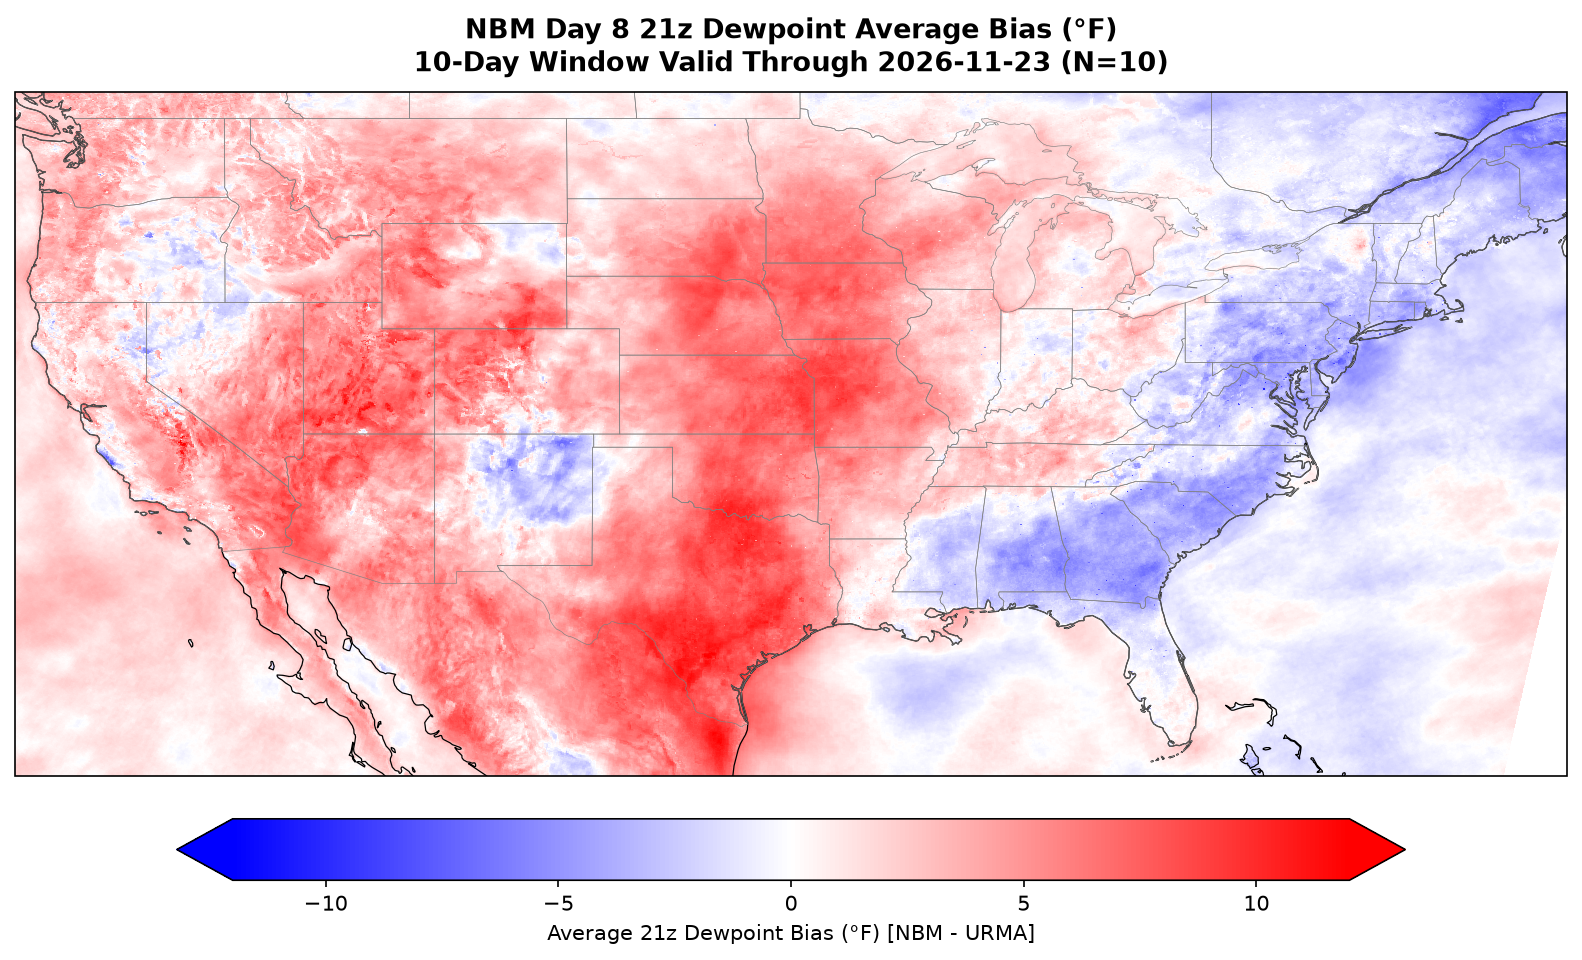 NBM Day 8 21z Dewpoint Average Bias (°F)
10-Day Window Valid Through 2026-11-23 (N=10)
−10 −5 0 5 10
Average 21z Dewpoint Bias (°F) [NBM - URMA]